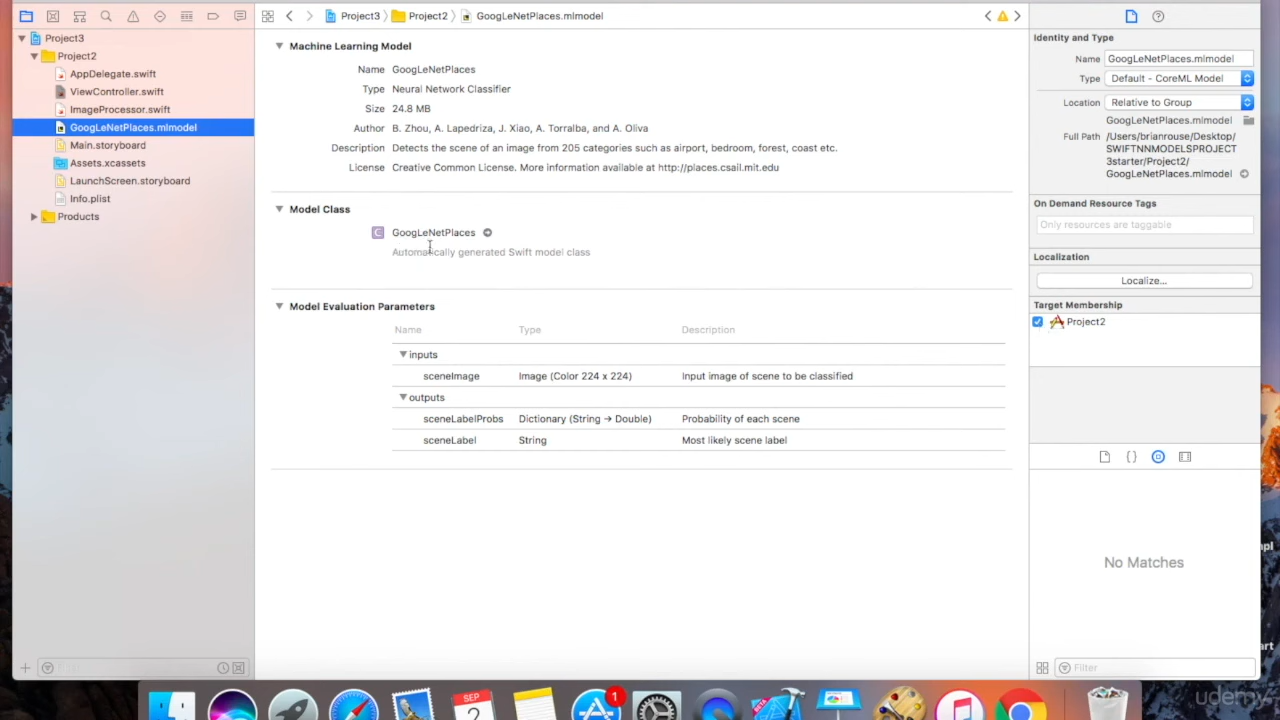 Project3 Project2 GoogLeNetPlaces.mlmodel
Project3
Project2
AppDelegate.swift
ViewController.swift
ImageProcessor.swift
GoogLeNetPlaces.mlmodel
Main.storyboard
Assets.xcassets
LaunchScreen.storyboard
Info.plist
Products
Machine Learning Model
Name GoogLeNetPlaces
Type Neural Network Classifier
Size 24.8 MB
Author B. Zhou, A. Lapedriza, J. Xiao, A. Torralba, and A. Oliva
Description Detects the scene of an image from 205 categories such as airport, bedroom, forest, coast etc.
License Creative Common License. More information available at http://places.csail.mit.edu
Model Class
C GoogLeNetPlaces
Automatically generated Swift model class
Model Evaluation Parameters
Name Type Description
inputs
sceneImage Image (Color 224 x 224) Input image of scene to be classified
outputs
sceneLabelProbs Dictionary (String → Double) Probability of each scene
sceneLabel String Most likely scene label
Identity and Type
Name GoogLeNetPlaces.mlmodel
Type Default - CoreML Model
Location Relative to Group
GoogLeNetPlaces.mlmodel
Full Path /Users/brianrouse/Desktop/
SWIFTNNMODELSPROJECT
3starter/Project2/
GoogLeNetPlaces.mlmodel
On Demand Resource Tags
Only resources are taggable
Localization
Localize...
Target Membership
Project2
No Matches
Filter
SEP
2
1
BETA
udemy